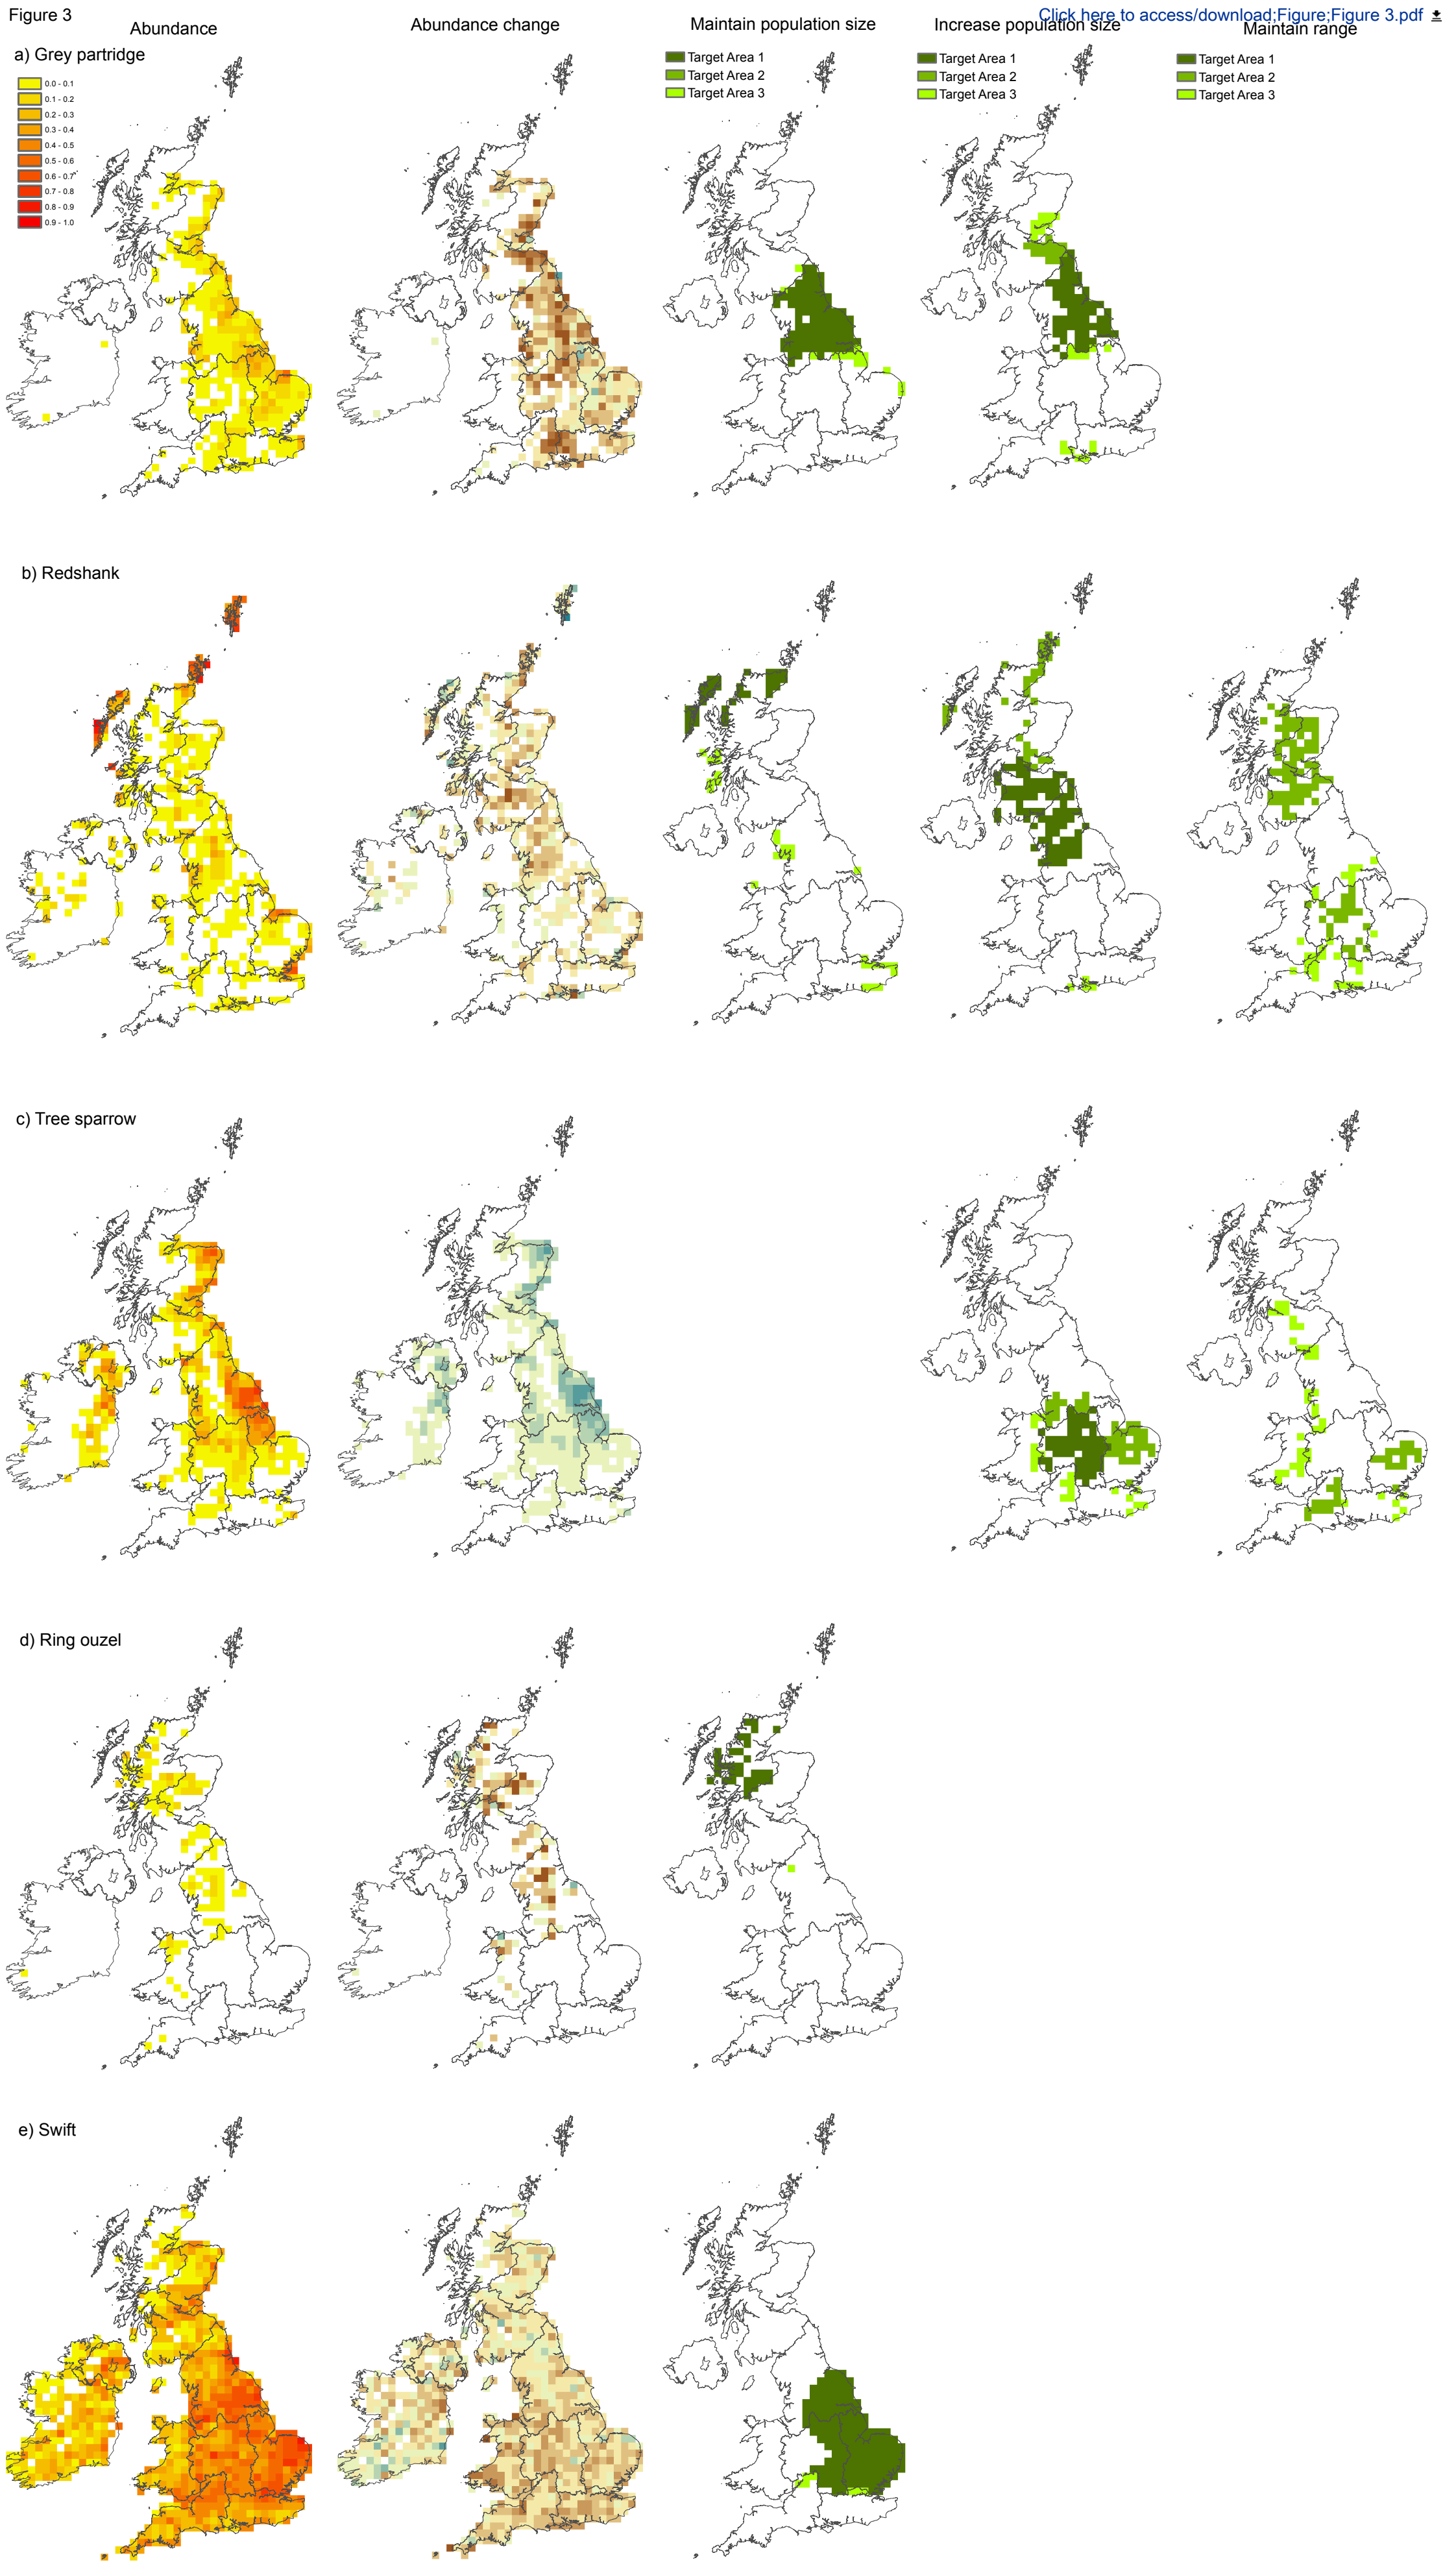 Figure 3
Click here to access/download;Figure;Figure 3.pdf
Abundance
Abundance change
Maintain population size
Increase population size
Maintain range
a) Grey partridge
0.0 - 0.1
0.1 - 0.2
0.2 - 0.3
0.3 - 0.4
0.4 - 0.5
0.5 - 0.6
0.6 - 0.7
0.7 - 0.8
0.8 - 0.9
0.9 - 1.0
Target Area 1
Target Area 2
Target Area 3
Target Area 1
Target Area 2
Target Area 3
Target Area 1
Target Area 2
Target Area 3
b) Redshank
c) Tree sparrow
d) Ring ouzel
e) Swift